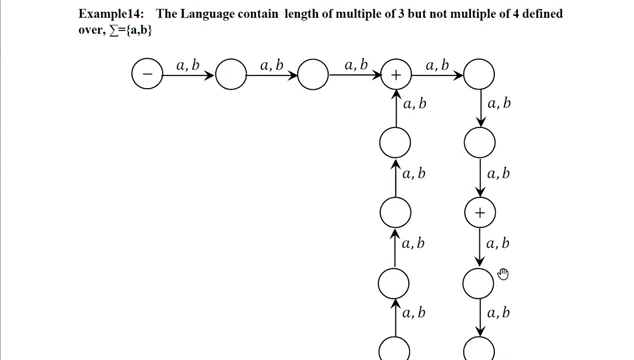 Example14: The Language contain length of multiple of 3 but not multiple of 4 defined
over, ∑={a,b}
− a, b a, b a, b + a, b
a, b a, b
a, b a, b
+
a, b a, b
a, b a, b